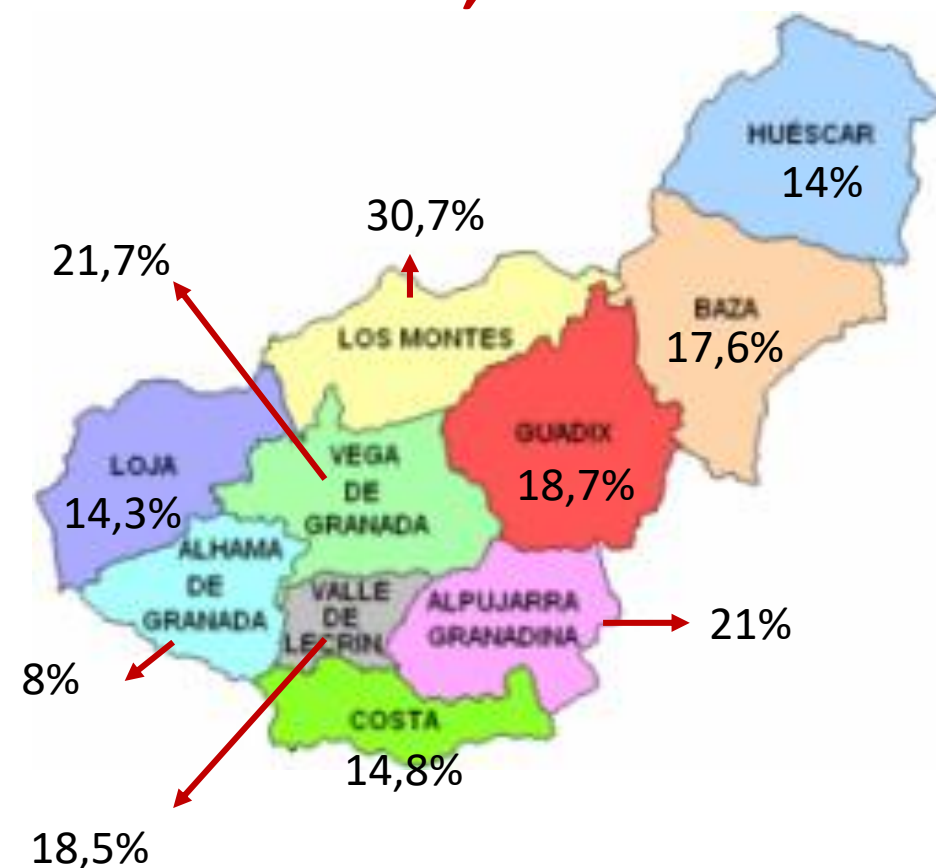 HUÉSCAR
14%
30,7%
21,7%
BAZA
17,6%
LOS MONTES
GUADIX
18,7%
VEGA
DE
GRANADA
LOJA
14,3%
ALHAMA
DE
GRANADA
VALLE
DE
LECRIN
ALPUJARRA
GRANADINA
21%
8%
COSTA
14,8%
18,5%